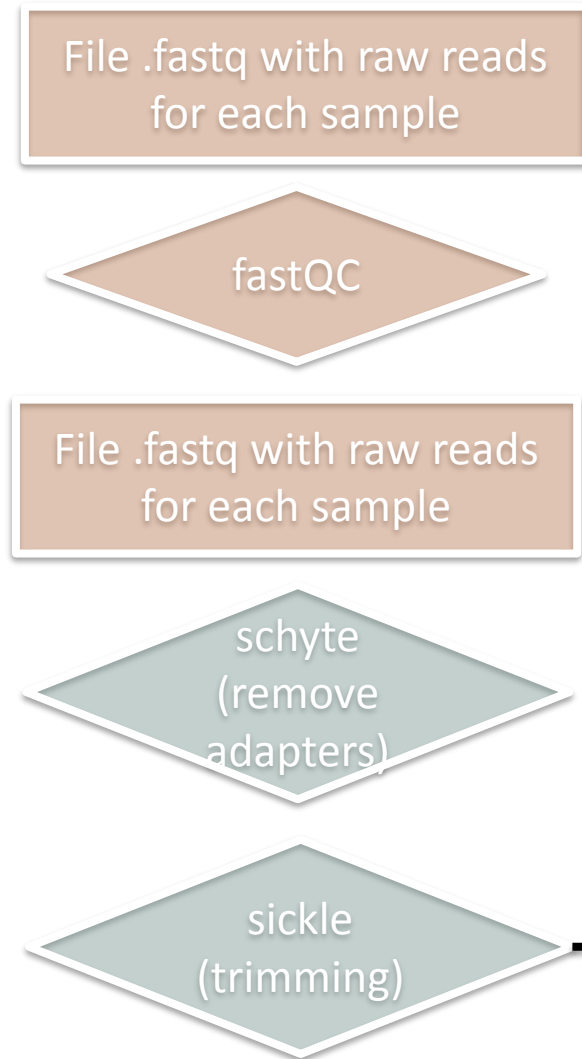 File .fastq with raw reads
for each sample
fastQC
File .fastq with raw reads
for each sample
schyte
(remove
adapters)
sickle
(trimming)